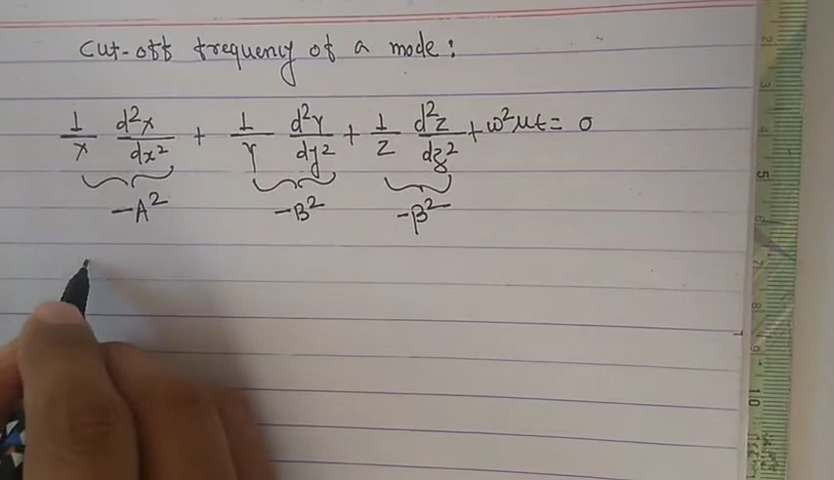 Cut-off frequency of a mode:
1/X d²X/dx² + 1/Y d²Y/dy² + 1/Z d²Z/dz² + ω²με = 0
-A² -B² -β²